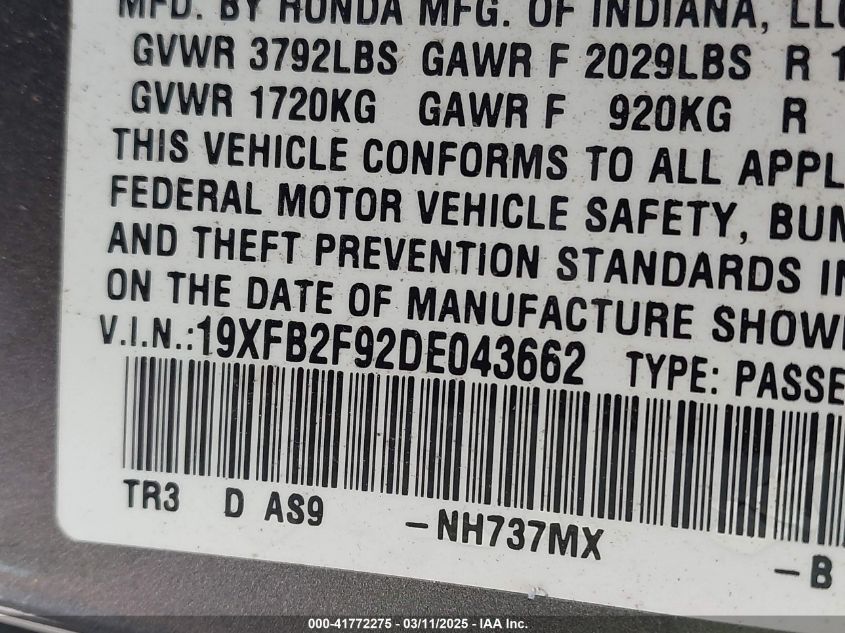 MFD. BY HONDA MFG. OF INDIANA, LLC
GVWR 3792LBS GAWR F 2029LBS R 1
GVWR 1720KG GAWR F 920KG R
THIS VEHICLE CONFORMS TO ALL APPL
FEDERAL MOTOR VEHICLE SAFETY, BUM
AND THEFT PREVENTION STANDARDS IN
ON THE DATE OF MANUFACTURE SHOWN
V.I.N.:19XFB2F92DE043662 TYPE: PASSE
TR3 D AS9 -NH737MX -B
000-41772275 - 03/11/2025 - IAA Inc.